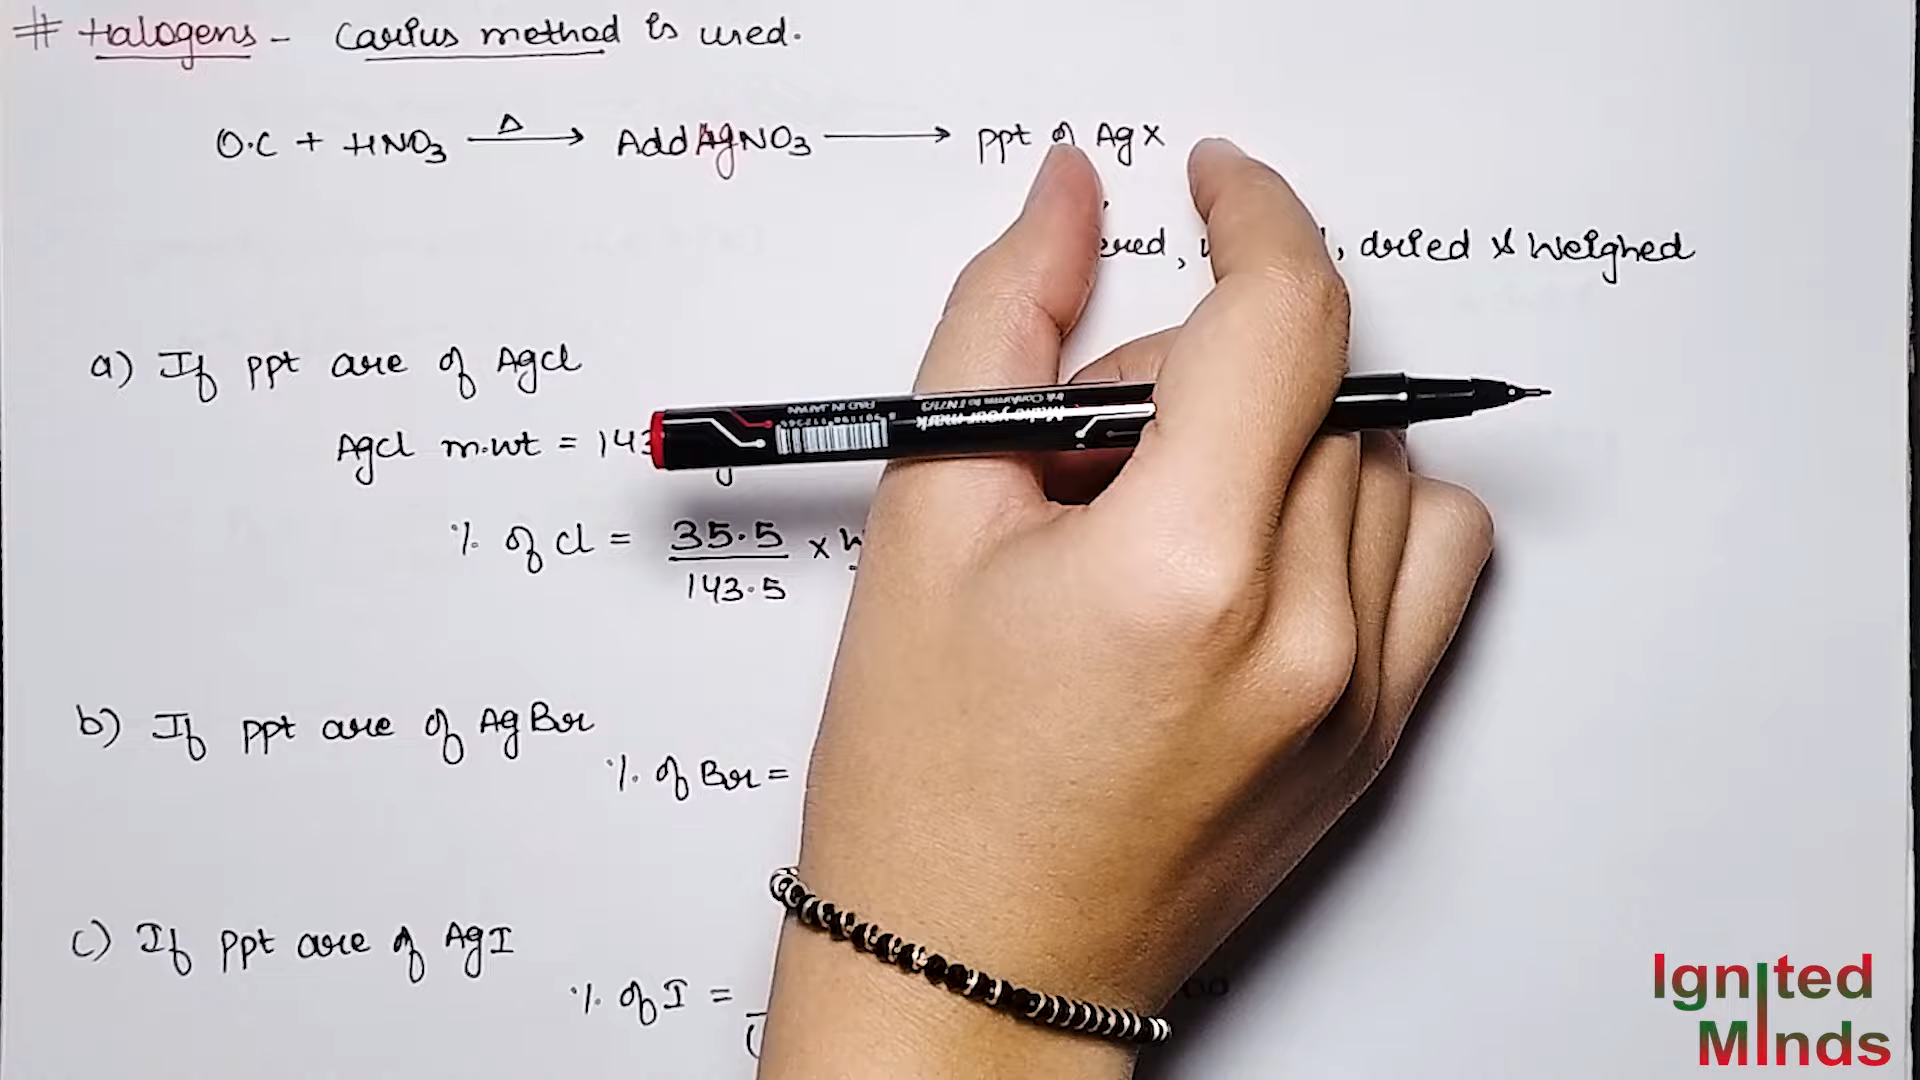 # Halogens - Carius method is used.
O.C + HNO3 —Δ→ Add AgNO3 ⟶ ppt of AgX
dried & Weighed
a) If ppt are of AgCl
AgCl m.wt = 143
% of Cl = 35.5 / 143.5 ×
b) If ppt are of AgBr
% of Br =
c) If ppt are of AgI
% of I =
Ignited
Minds